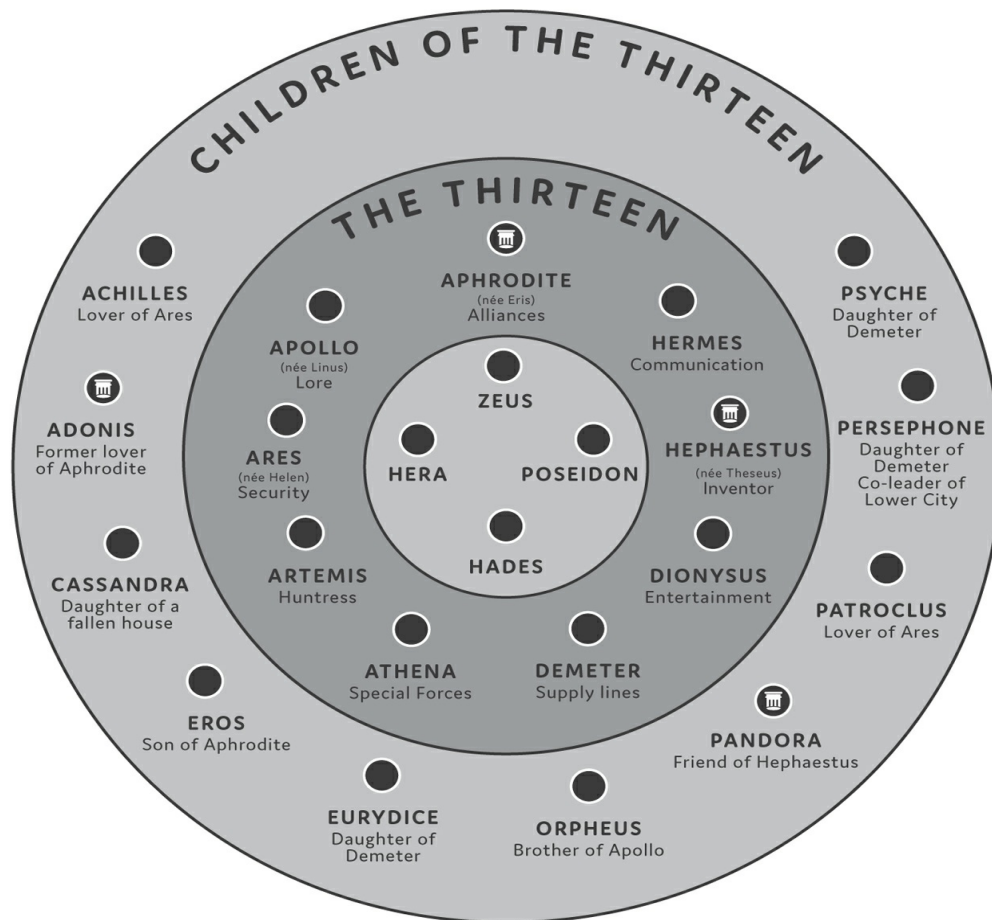 CHILDREN OF THE THIRTEEN
THE THIRTEEN
APHRODITE
(née Eris)
Alliances
APOLLO
(née Linus)
Lore
HERMES
Communication
ARES
(née Helen)
Security
HEPHAESTUS
(née Theseus)
Inventor
ARTEMIS
Huntress
DIONYSUS
Entertainment
ATHENA
Special Forces
DEMETER
Supply lines
ZEUS
HERA
POSEIDON
HADES
ACHILLES
Lover of Ares
ADONIS
Former lover
of Aphrodite
CASSANDRA
Daughter of a
fallen house
EROS
Son of Aphrodite
EURYDICE
Daughter of
Demeter
ORPHEUS
Brother of Apollo
PANDORA
Friend of Hephaestus
PATROCLUS
Lover of Ares
PERSEPHONE
Daughter of
Demeter
Co-leader of
Lower City
PSYCHE
Daughter of
Demeter